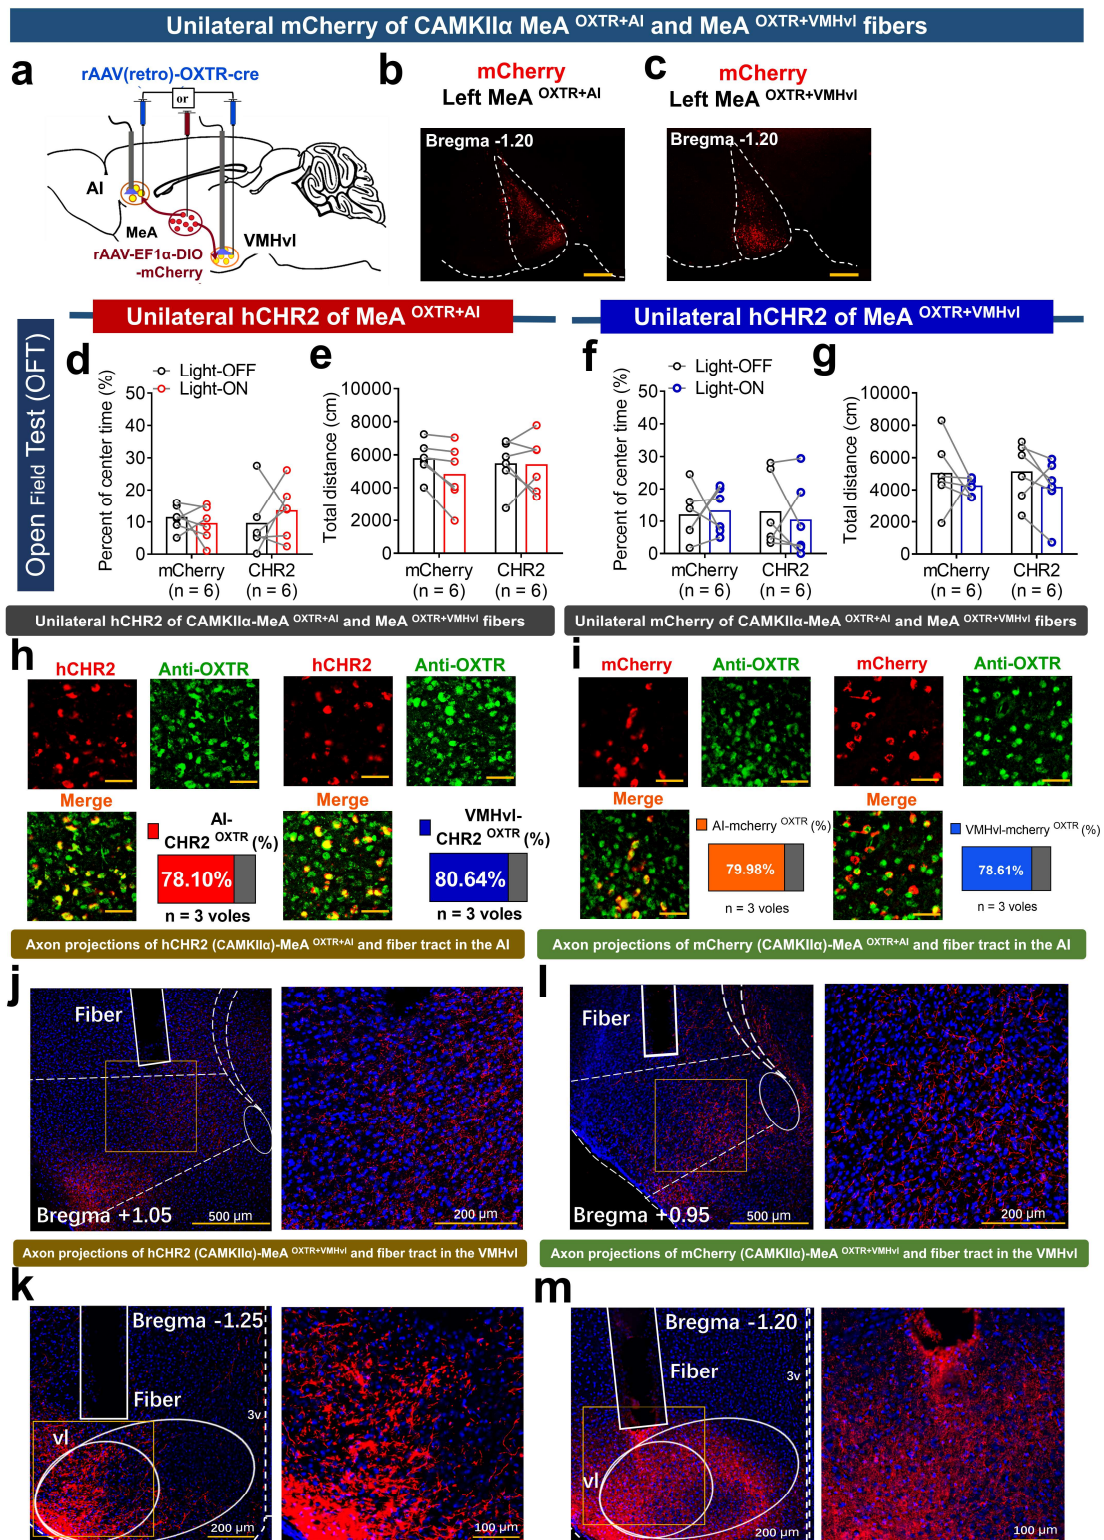 Unilateral mCherry of CAMKIIα MeA OXTR+AI and MeA OXTR+VMHvl fibers
a
rAAV(retro)-OXTR-cre
or
AI
MeA
VMHvl
rAAV-EF1α-DIO
-mCherry
b
mCherry
Left MeA OXTR+AI
Bregma -1.20
c
mCherry
Left MeA OXTR+VMHvl
Bregma -1.20
Open Field Test (OFT)
Unilateral hCHR2 of MeA OXTR+AI
Unilateral hCHR2 of MeA OXTR+VMHvl
d
Light-OFF
Light-ON
Percent of center time (%)
50
40
30
20
10
0
mCherry
(n = 6)
CHR2
(n = 6)
e
Total distance (cm)
10000
8000
6000
4000
2000
0
mCherry
(n = 6)
CHR2
(n = 6)
f
Light-OFF
Light-ON
Percent of center time (%)
50
40
30
20
10
0
mCherry
(n = 6)
CHR2
(n = 6)
g
Total distance (cm)
10000
8000
6000
4000
2000
0
mCherry
(n = 6)
CHR2
(n = 6)
Unilateral hCHR2 of CAMKIIα-MeA OXTR+AI and MeA OXTR+VMHvl fibers
Unilateral mCherry of CAMKIIα-MeA OXTR+AI and MeA OXTR+VMHvl fibers
h
hCHR2
Anti-OXTR
hCHR2
Anti-OXTR
Merge
AI-
CHR2 OXTR (%)
78.10%
n = 3 voles
Merge
VMHvl-
CHR2 OXTR (%)
80.64%
n = 3 voles
i
mCherry
Anti-OXTR
mCherry
Anti-OXTR
Merge
AI-mcherry OXTR (%)
79.98%
n = 3 voles
Merge
VMHvl-mcherry OXTR (%)
78.61%
n = 3 voles
Axon projections of hCHR2 (CAMKIIα)-MeA OXTR+AI and fiber tract in the AI
Axon projections of mCherry (CAMKIIα)-MeA OXTR+AI and fiber tract in the AI
j
Fiber
Bregma +1.05
500 μm
200 μm
l
Fiber
Bregma +0.95
500 μm
200 μm
Axon projections of hCHR2 (CAMKIIα)-MeA OXTR+VMHvl and fiber tract in the VMHvl
Axon projections of mCherry (CAMKIIα)-MeA OXTR+VMHvl and fiber tract in the VMHvl
k
Bregma -1.25
Fiber
3v
vl
200 μm
100 μm
m
Bregma -1.20
Fiber
3v
vl
200 μm
100 μm